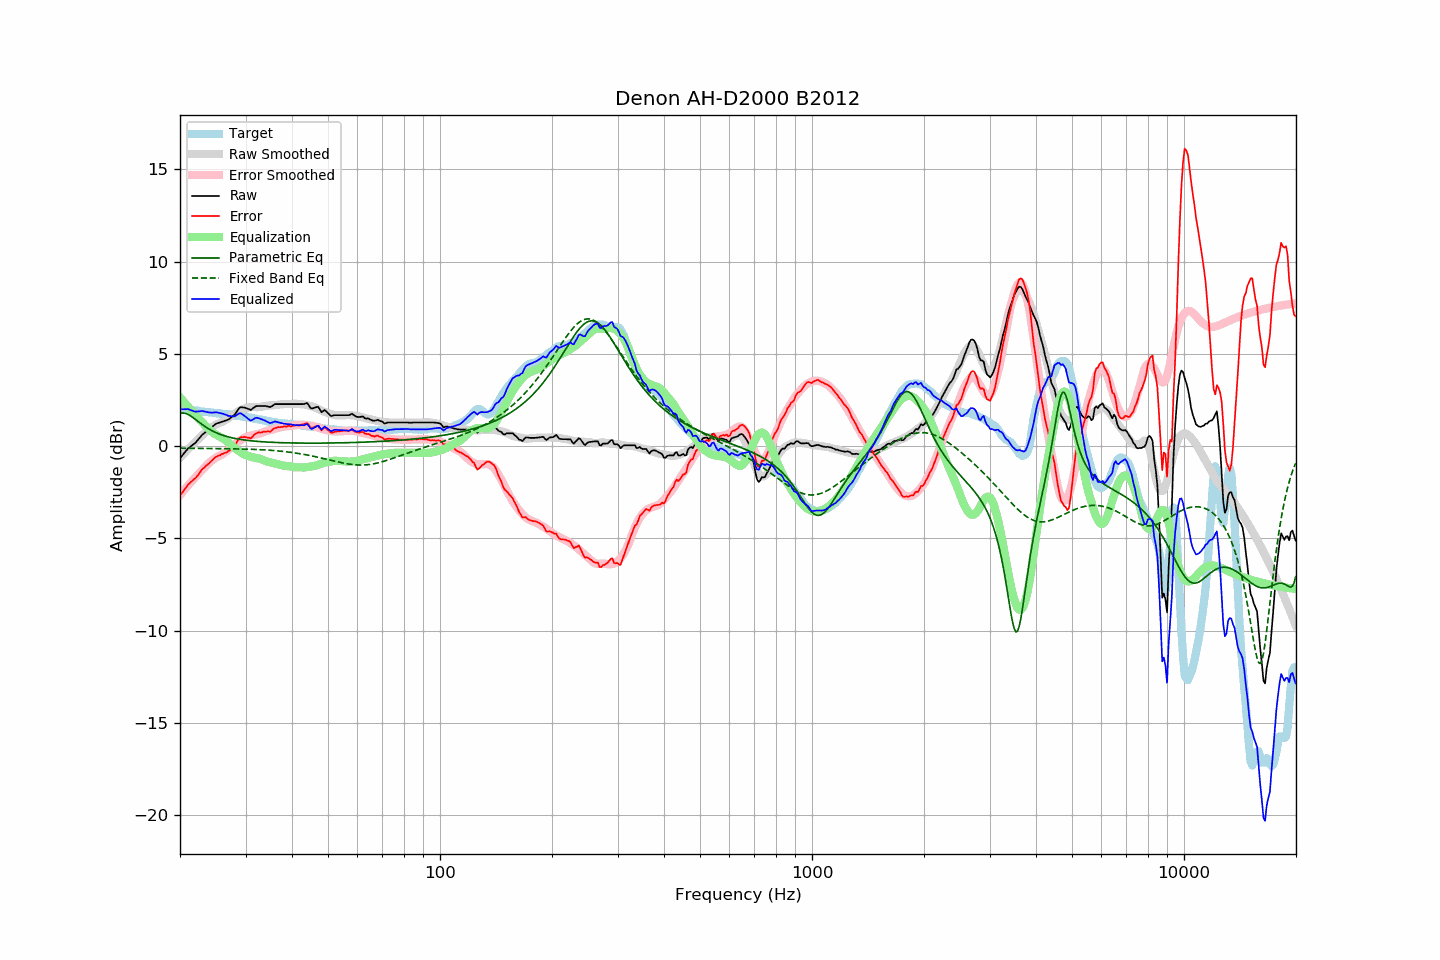 Denon AH-D2000 B2012
Target
Raw Smoothed
Error Smoothed
Raw
Error
Equalization
Parametric Eq
Fixed Band Eq
Equalized
Amplitude (dBr)
15
10
5
0
−5
−10
−15
−20
100 1000 10000
Frequency (Hz)